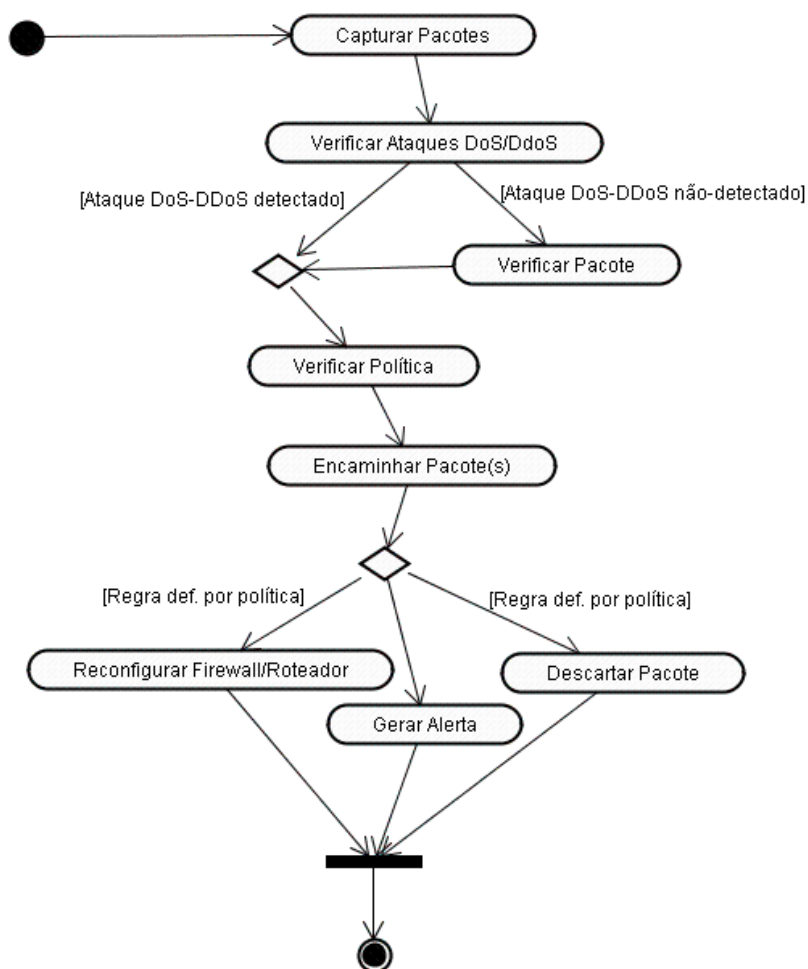 Capturar Pacotes
Verificar Ataques DoS/DdoS
[Ataque DoS-DDoS detectado]
[Ataque DoS-DDoS não-detectado]
Verificar Pacote
Verificar Política
Encaminhar Pacote(s)
[Regra def. por política]
[Regra def. por política]
Reconfigurar Firewall/Roteador
Descartar Pacote
Gerar Alerta